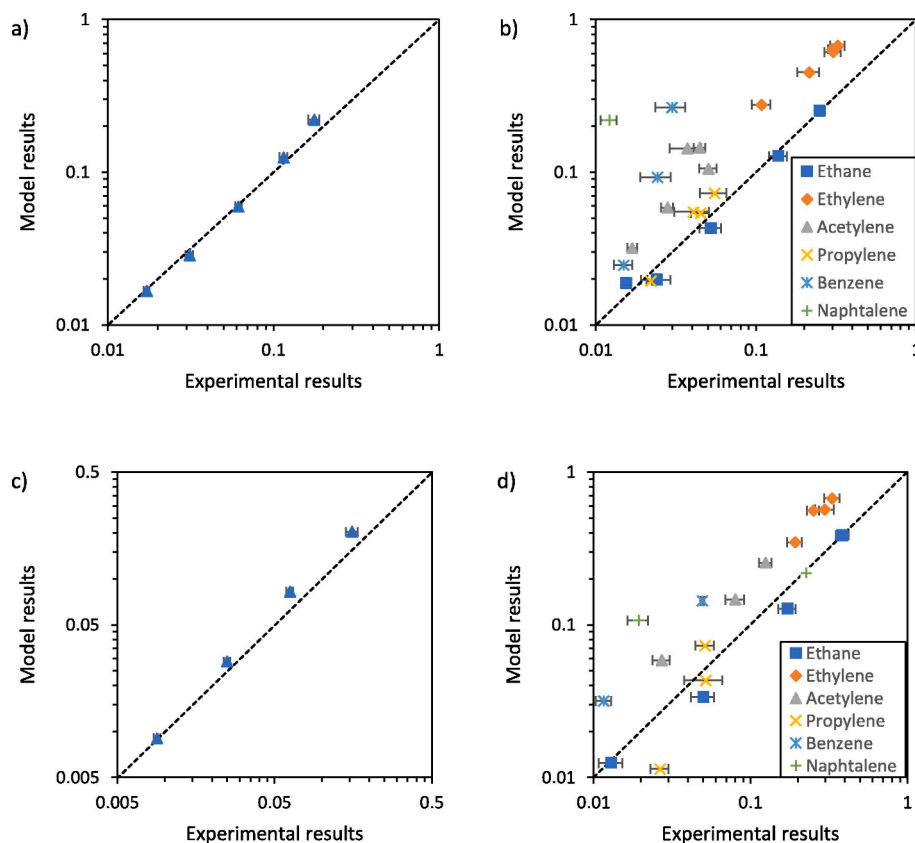 a)
1
0.1
0.01
Model results
0.01
0.1
1
Experimental results
b)
1
0.1
0.01
Model results
0.01
0.1
1
Experimental results
Ethane
Ethylene
Acetylene
Propylene
Benzene
Naphtalene
c)
0.5
0.05
0.005
Model results
0.005
0.05
0.5
Experimental results
d)
1
0.1
0.01
Model results
0.01
0.1
1
Experimental results
Ethane
Ethylene
Acetylene
Propylene
Benzene
Naphtalene